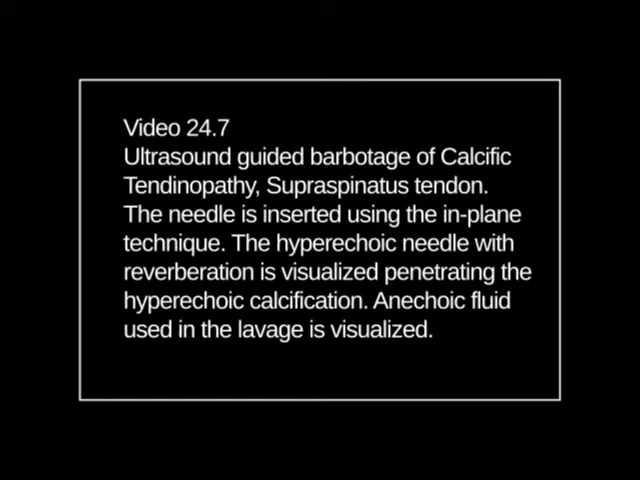 Video 24.7
Ultrasound guided barbotage of Calcific
Tendinopathy, Supraspinatus tendon.
The needle is inserted using the in-plane
technique. The hyperechoic needle with
reverberation is visualized penetrating the
hyperechoic calcification. Anechoic fluid
used in the lavage is visualized.